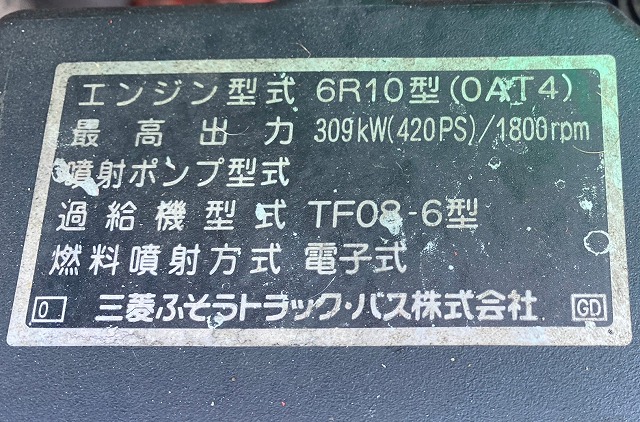 エンジン型式 6R10型(0AT4)
最高出力 309kW(420PS)/1800rpm
噴射ポンプ型式
過給機型式 TF08-6型
燃料噴射方式 電子式
0 三菱ふそうトラック・バス株式会社 GD